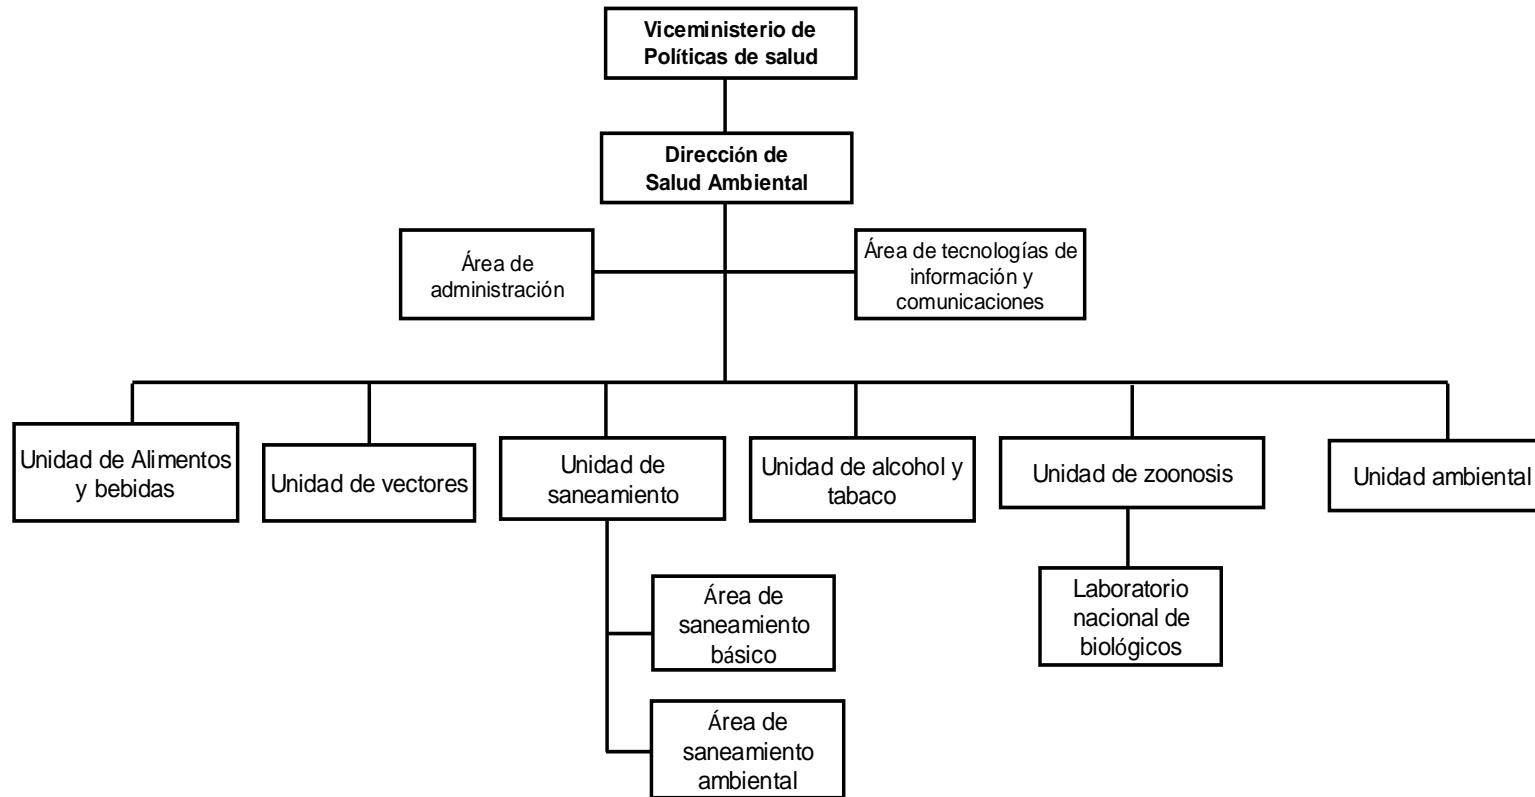 Viceministerio de
Políticas de salud
Dirección de
Salud Ambiental
Área de
administración
Área de tecnologías de
información y
comunicaciones
Unidad de Alimentos
y bebidas
Unidad de vectores
Unidad de
saneamiento
Unidad de alcohol y
tabaco
Unidad de zoonosis
Unidad ambiental
Área de
saneamiento
básico
Laboratorio
nacional de
biológicos
Área de
saneamiento
ambiental